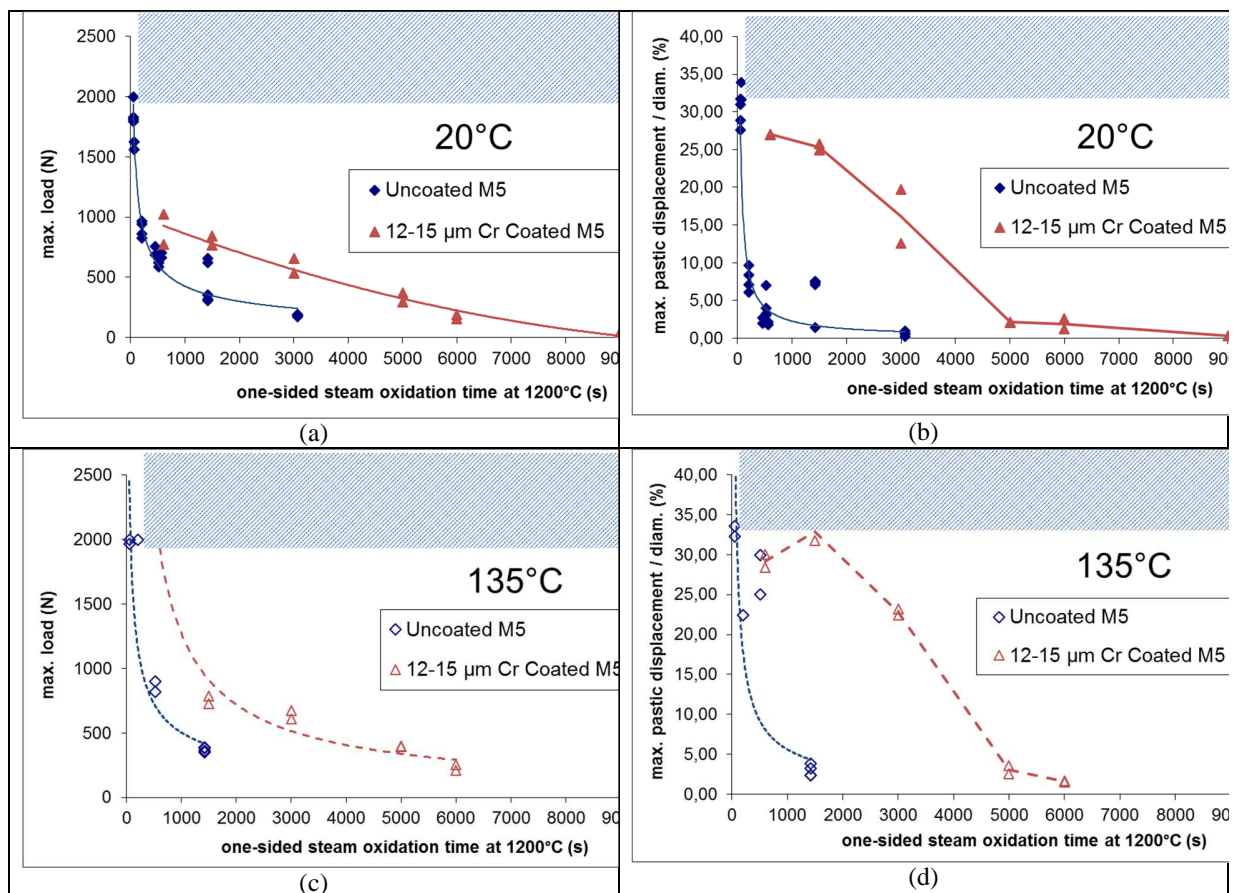 max. load (N)
2500
2000
1500
1000
500
0
20°C
Uncoated M5
12-15 µm Cr Coated M5
0 1000 2000 3000 4000 5000 6000 7000 8000 900
one-sided steam oxidation time at 1200°C (s)
(a)
max. pastic displacement / diam. (%)
40,00
35,00
30,00
25,00
20,00
15,00
10,00
5,00
0,00
20°C
Uncoated M5
12-15 µm Cr Coated M5
0 1000 2000 3000 4000 5000 6000 7000 8000 90
one-sided steam oxidation time at 1200°C (s)
(b)
max. load (N)
2500
2000
1500
1000
500
0
135°C
Uncoated M5
12-15 µm Cr Coated M5
0 1000 2000 3000 4000 5000 6000 7000 8000 9
one-sided steam oxidation time at 1200°C (s)
(c)
max. pastic displacement / diam. (%)
40,00
35,00
30,00
25,00
20,00
15,00
10,00
5,00
0,00
135°C
Uncoated M5
12-15 µm Cr Coated M5
0 1000 2000 3000 4000 5000 6000 7000 8000 90
one-sided steam oxidation time at 1200°C (s)
(d)